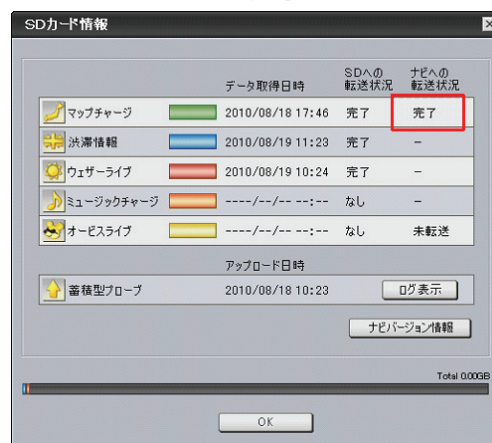 SDカード情報
データ取得日時 SDへの転送状況 ナビへの転送状況
マップチャージ 2010/08/18 17:46 完了 完了
渋滞情報 2010/08/19 11:23 完了 －
ウェザーライブ 2010/08/19 10:24 完了 －
ミュージックチャージ ----/--/-- --:-- なし －
オービスライブ ----/--/-- --:-- なし 未転送
アップロード日時
蓄積型プローブ 2010/08/18 10:23 ログ表示
ナビバージョン情報
Total 0.00GB
OK